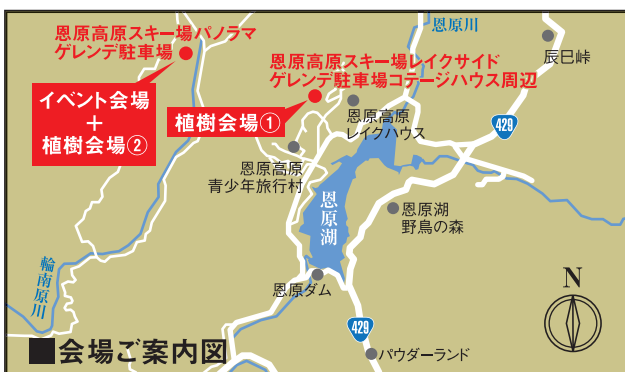 恩原高原スキー場パノラマ
ゲレンデ駐車場
イベント会場
+
植樹会場②
恩原川
辰巳峠
恩原高原スキー場レイクサイド
ゲレンデ駐車場コテージハウス周辺
植樹会場①
恩原高原
レイクハウス
429
恩原高原
青少年旅行村
恩原湖
恩原湖
野鳥の森
輪南原川
恩原ダム
N
429
パウダーランド
■会場ご案内図